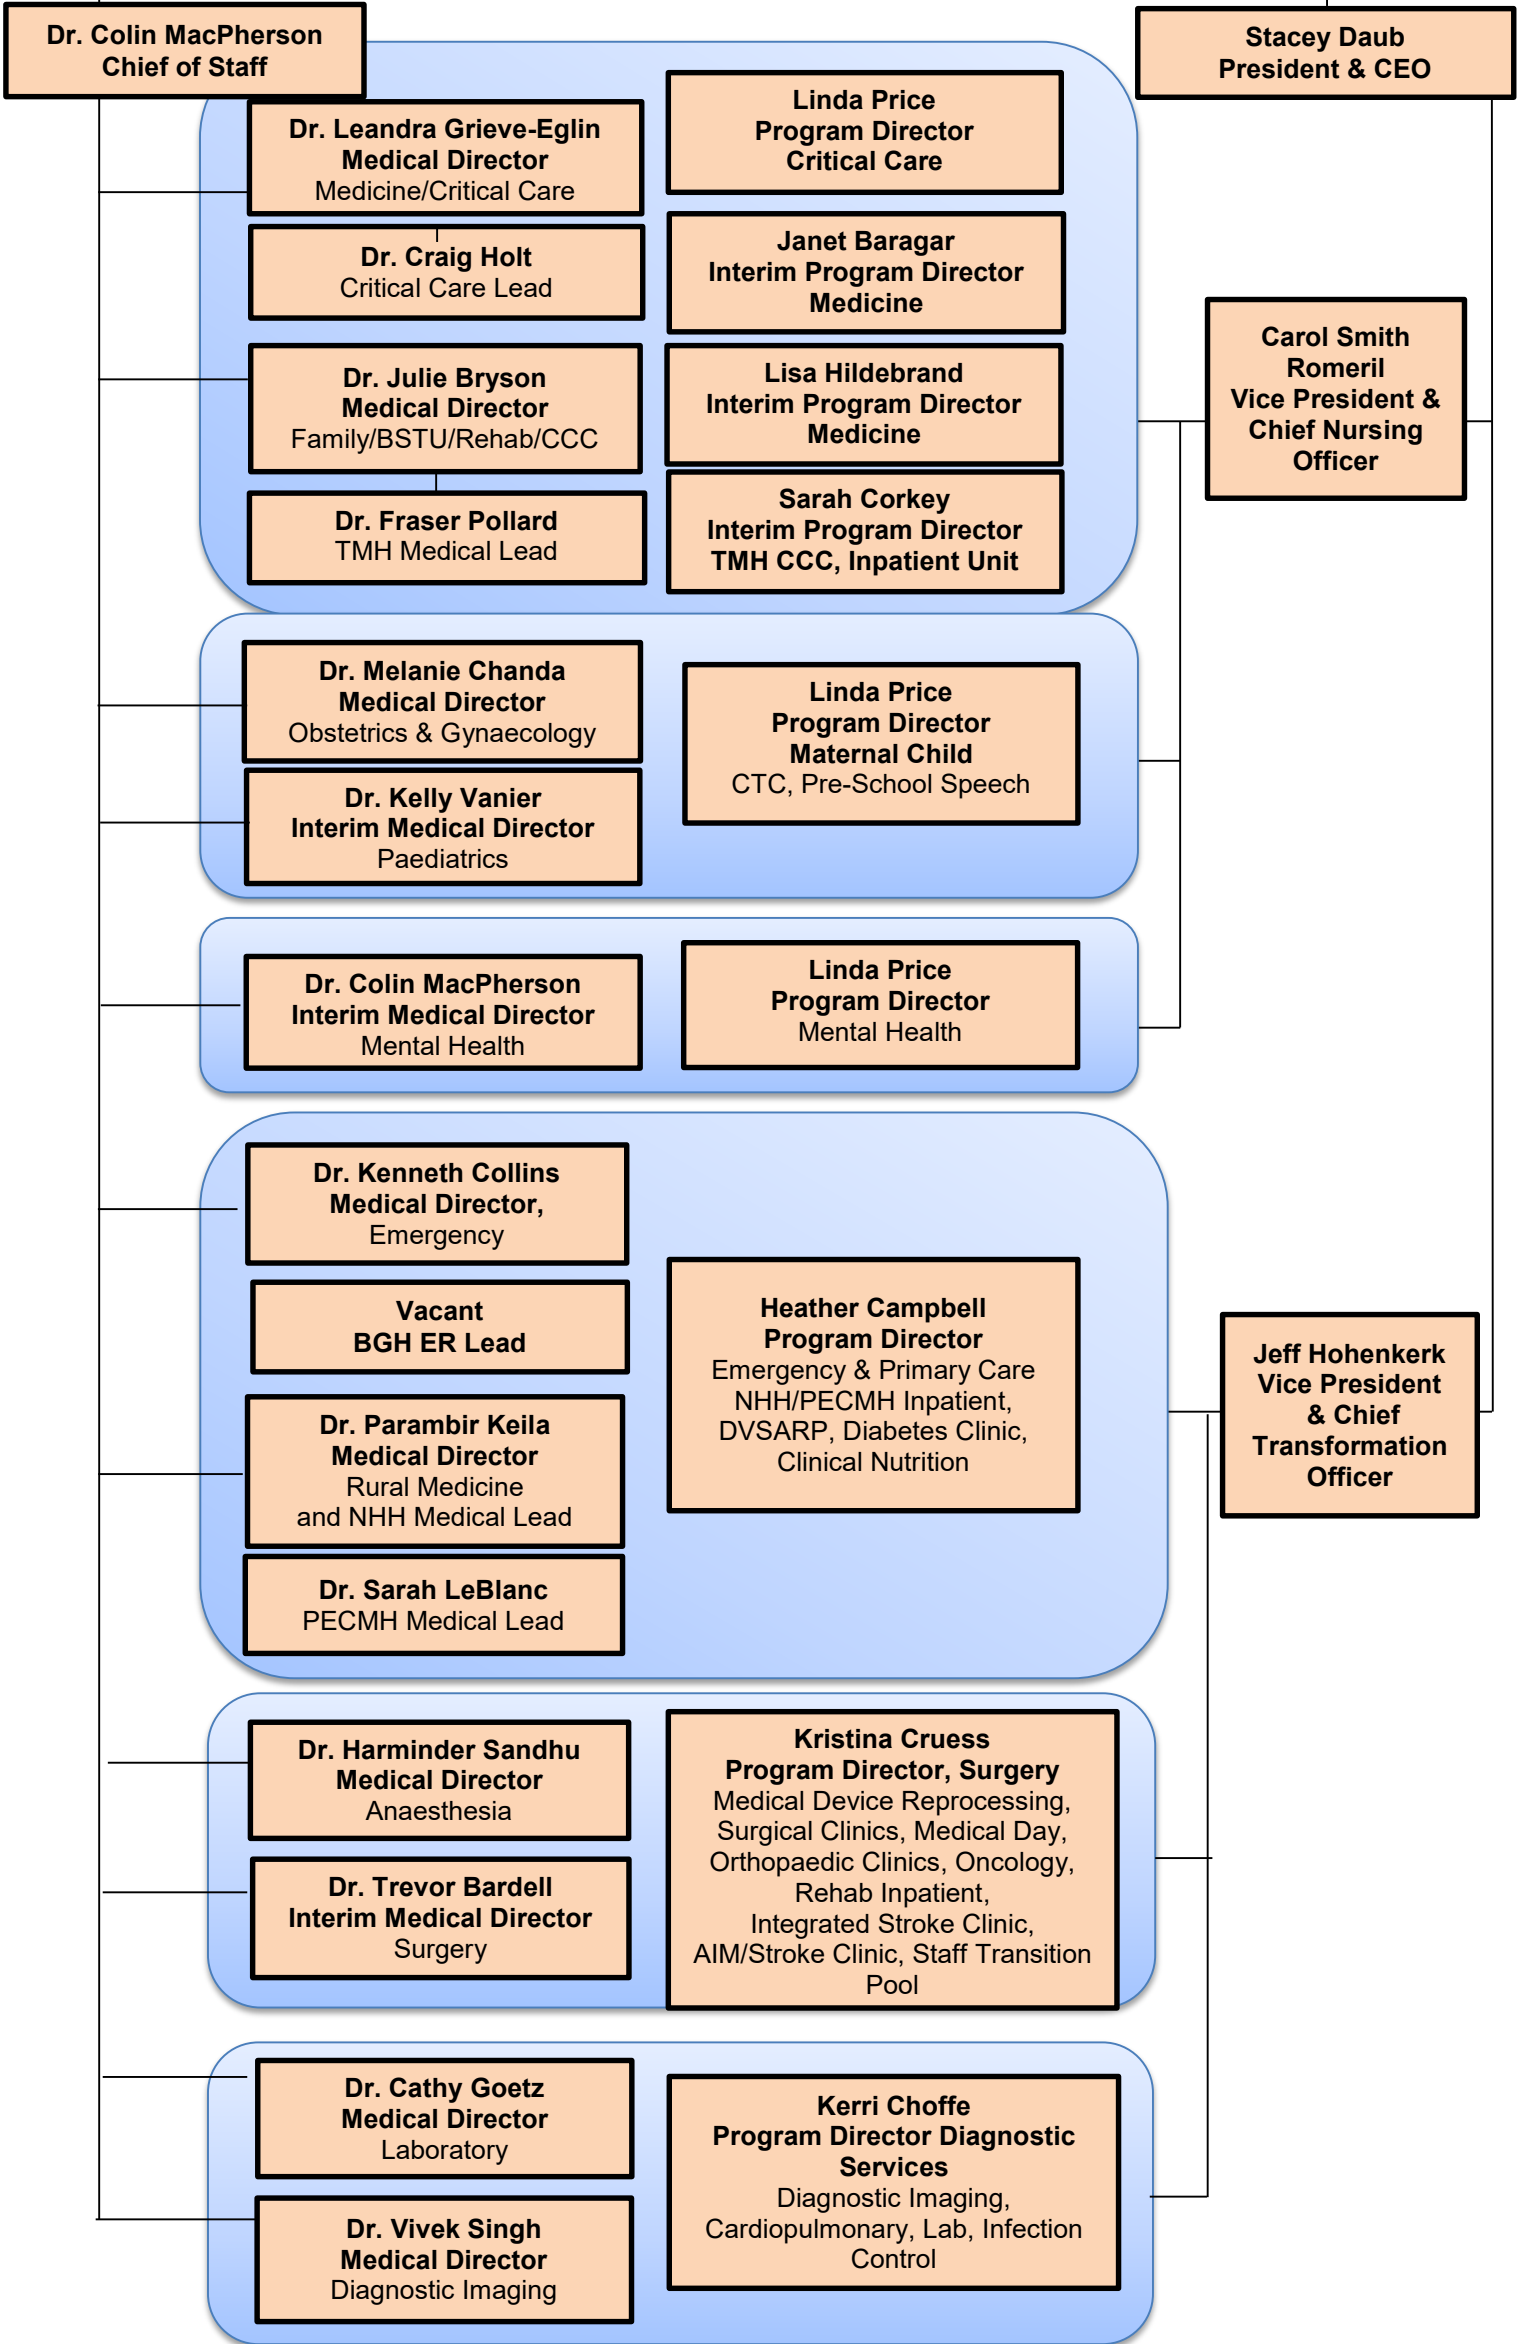 Dr. Colin MacPherson
Chief of Staff
Stacey Daub
President & CEO
Dr. Leandra Grieve-Eglin
Medical Director
Medicine/Critical Care
Linda Price
Program Director
Critical Care
Dr. Craig Holt
Critical Care Lead
Janet Baragar
Interim Program Director
Medicine
Dr. Julie Bryson
Medical Director
Family/BSTU/Rehab/CCC
Lisa Hildebrand
Interim Program Director
Medicine
Dr. Fraser Pollard
TMH Medical Lead
Sarah Corkey
Interim Program Director
TMH CCC, Inpatient Unit
Carol Smith
Romeril
Vice President &
Chief Nursing
Officer
Dr. Melanie Chanda
Medical Director
Obstetrics & Gynaecology
Dr. Kelly Vanier
Interim Medical Director
Paediatrics
Linda Price
Program Director
Maternal Child
CTC, Pre-School Speech
Dr. Colin MacPherson
Interim Medical Director
Mental Health
Linda Price
Program Director
Mental Health
Dr. Kenneth Collins
Medical Director,
Emergency
Vacant
BGH ER Lead
Dr. Parambir Keila
Medical Director
Rural Medicine
and NHH Medical Lead
Dr. Sarah LeBlanc
PECMH Medical Lead
Heather Campbell
Program Director
Emergency & Primary Care
NHH/PECMH Inpatient,
DVSARP, Diabetes Clinic,
Clinical Nutrition
Jeff Hohenkerk
Vice President
& Chief
Transformation
Officer
Dr. Harminder Sandhu
Medical Director
Anaesthesia
Dr. Trevor Bardell
Interim Medical Director
Surgery
Kristina Cruess
Program Director, Surgery
Medical Device Reprocessing,
Surgical Clinics, Medical Day,
Orthopaedic Clinics, Oncology,
Rehab Inpatient,
Integrated Stroke Clinic,
AIM/Stroke Clinic, Staff Transition
Pool
Dr. Cathy Goetz
Medical Director
Laboratory
Dr. Vivek Singh
Medical Director
Diagnostic Imaging
Kerri Choffe
Program Director Diagnostic
Services
Diagnostic Imaging,
Cardiopulmonary, Lab, Infection
Control